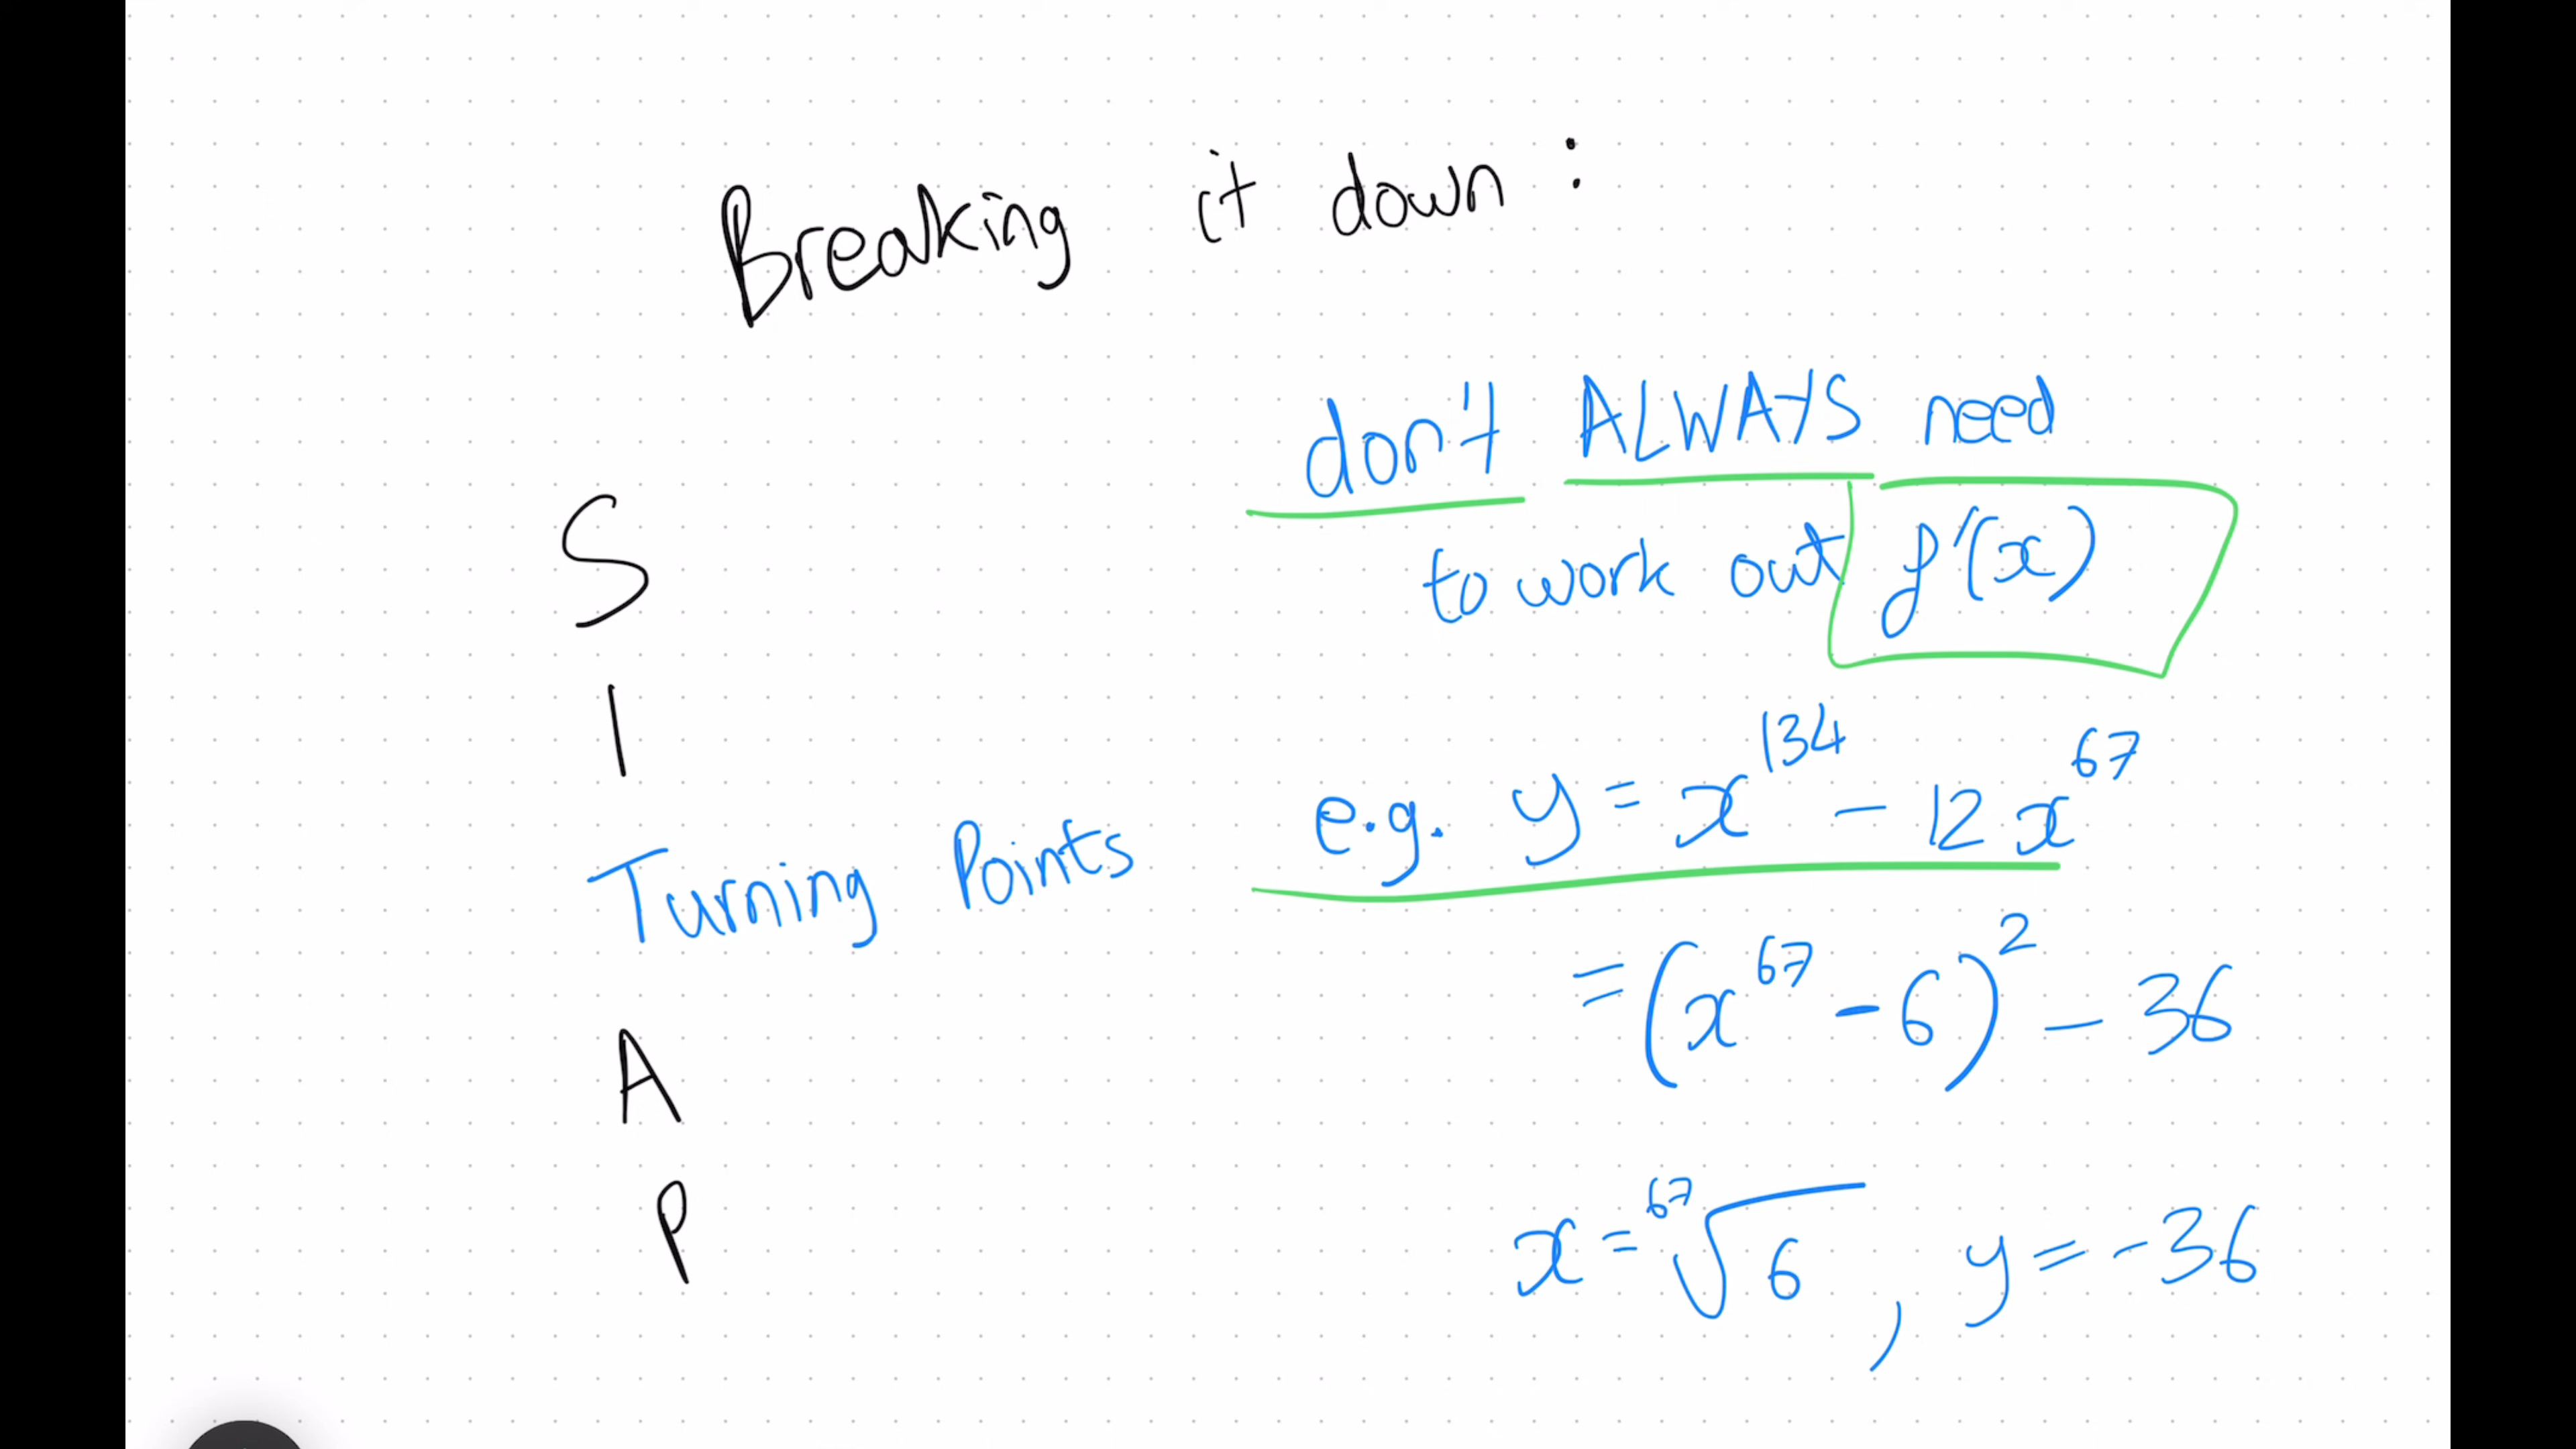 Breaking it down :
don't ALWAYS need
to work out f'(x)
S
I
Turning Points
e.g. y = x^134 - 12x^67
= (x^67 - 6)^2 - 36
A
P
x = ⁶⁷√6 , y = -36